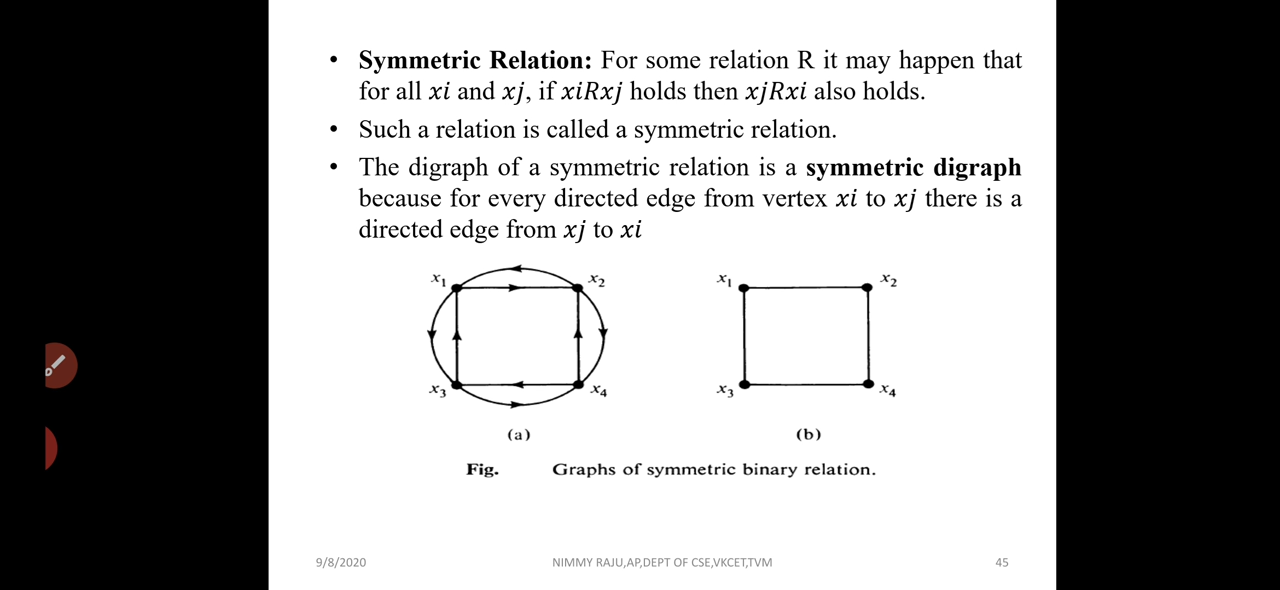 • Symmetric Relation: For some relation R it may happen that
for all xi and xj, if xiRxj holds then xjRxi also holds.
• Such a relation is called a symmetric relation.
• The digraph of a symmetric relation is a symmetric digraph
because for every directed edge from vertex xi to xj there is a
directed edge from xj to xi
x₁ x₂ x₁ x₂
x₃ x₄ x₃ x₄
(a) (b)
Fig. Graphs of symmetric binary relation.
9/8/2020 NIMMY RAJU,AP,DEPT OF CSE,VKCET,TVM 45